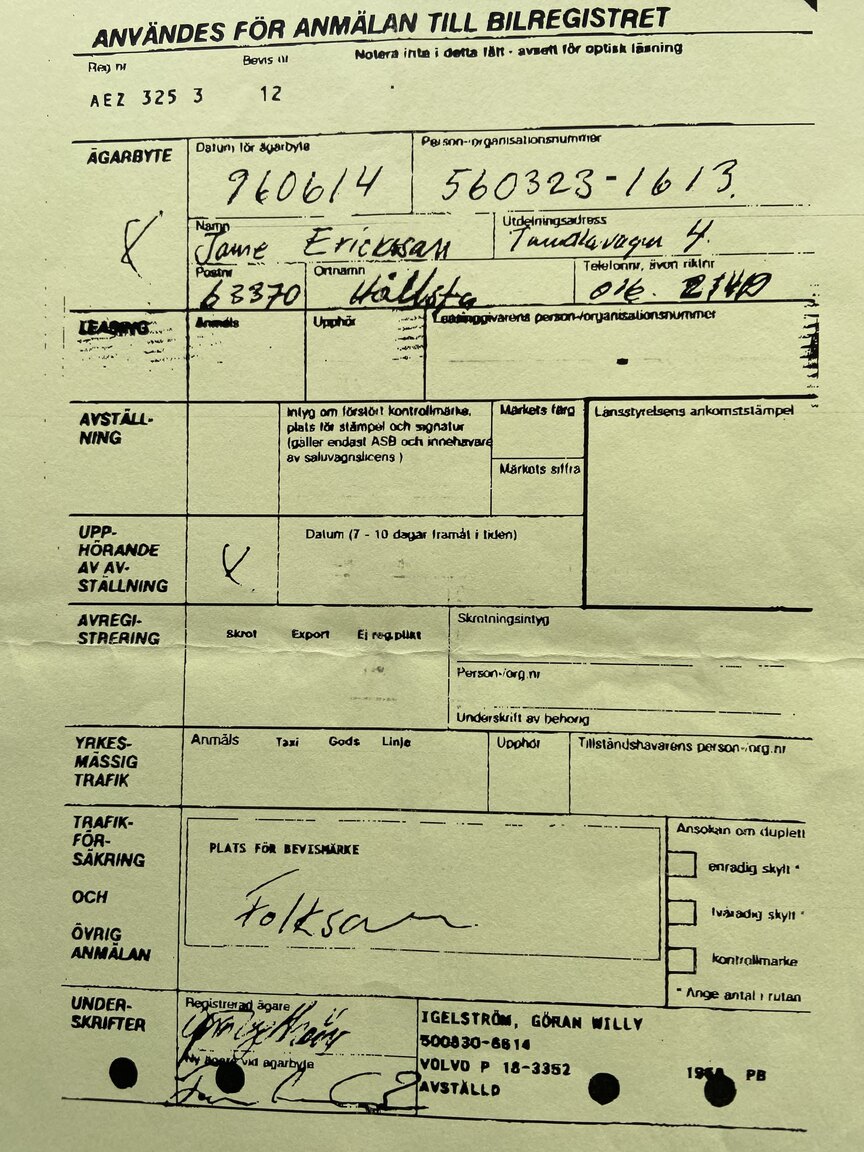 ANVÄNDES FÖR ANMÄLAN TILL BILREGISTRET
Reg nr Bevis nr Notera inte i detta fält - avsett för optisk läsning
AEZ 325 3 12
ÄGARBYTE Datum för ägarbyte Person-/organisationsnummer
960614 560323-1613
Namn Utdelningsadress
Ericksson 4
Postnr Ortnamn Telefonnr, även riktnr
63370 Hållsta 016.
LEASING Anmäls Upphör Leasinggivarens person-/organisationsnummer
AVSTÄLL-
NING
Intyg om förstört kontrollmärke,
plats för stämpel och signatur
(gäller endast ASB och innehavare
av saluvagnslicens)
Märkets färg
Märkets siffra
Länsstyrelsens ankomststämpel
UPP-
HÖRANDE
AV AV-
STÄLLNING
Datum (7 - 10 dagar framåt i tiden)
AVREGI-
STRERING
Skrot Export Ej reg.plikt
Skrotningsintyg
Person-/org.nr
Underskrift av behörig
YRKES-
MÄSSIG
TRAFIK
Anmäls Taxi Gods Linje Upphör Tillståndshavarens person-/org.nr
TRAFIK-
FÖR-
SÄKRING
OCH
ÖVRIG
ANMÄLAN
PLATS FÖR BEVISMÄRKE
Folksam
Ansökan om duplett
enradig skylt *
tvåradig skylt *
kontrollmärke
* Ange antal i rutan
UNDER-
SKRIFTER
Registrerad ägare
Ny ägare vid ägarbyte
IGELSTRÖM, GÖRAN WILLY
500830-6614
VOLVO P 18-3352 PB
AVSTÄLLD